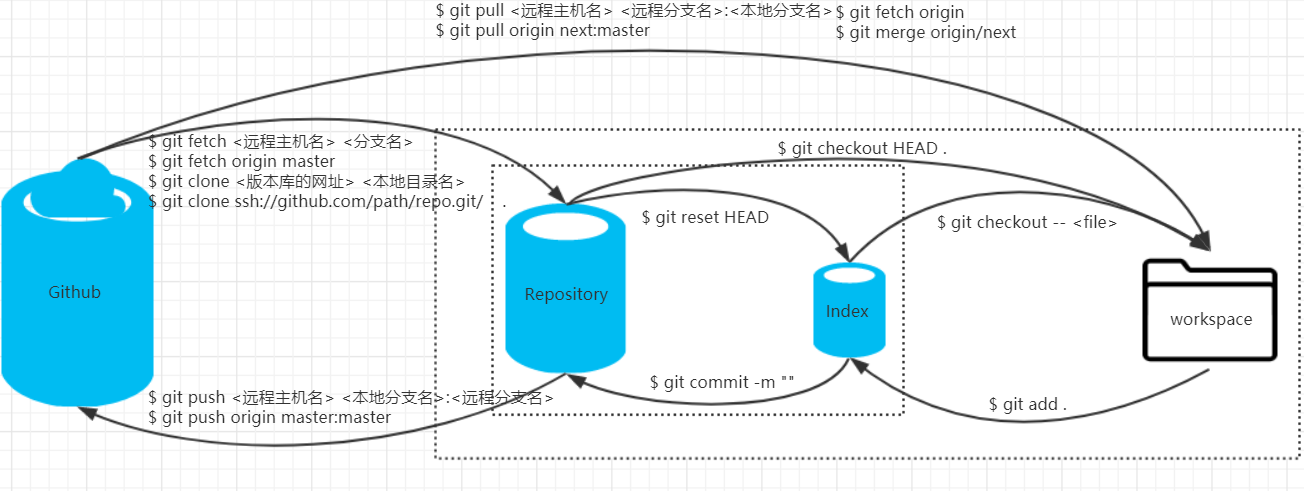 $ git pull <远程主机名> <远程分支名>:<本地分支名>
$ git pull origin next:master
$ git fetch origin
$ git merge origin/next
$ git fetch <远程主机名> <分支名>
$ git fetch origin master
$ git clone <版本库的网址> <本地目录名>
$ git clone ssh://github.com/path/repo.git/ .
$ git checkout HEAD .
$ git reset HEAD
$ git checkout -- <file>
Github
Repository
Index
workspace
$ git commit -m ""
$ git add .
$ git push <远程主机名> <本地分支名>:<远程分支名>
$ git push origin master:master